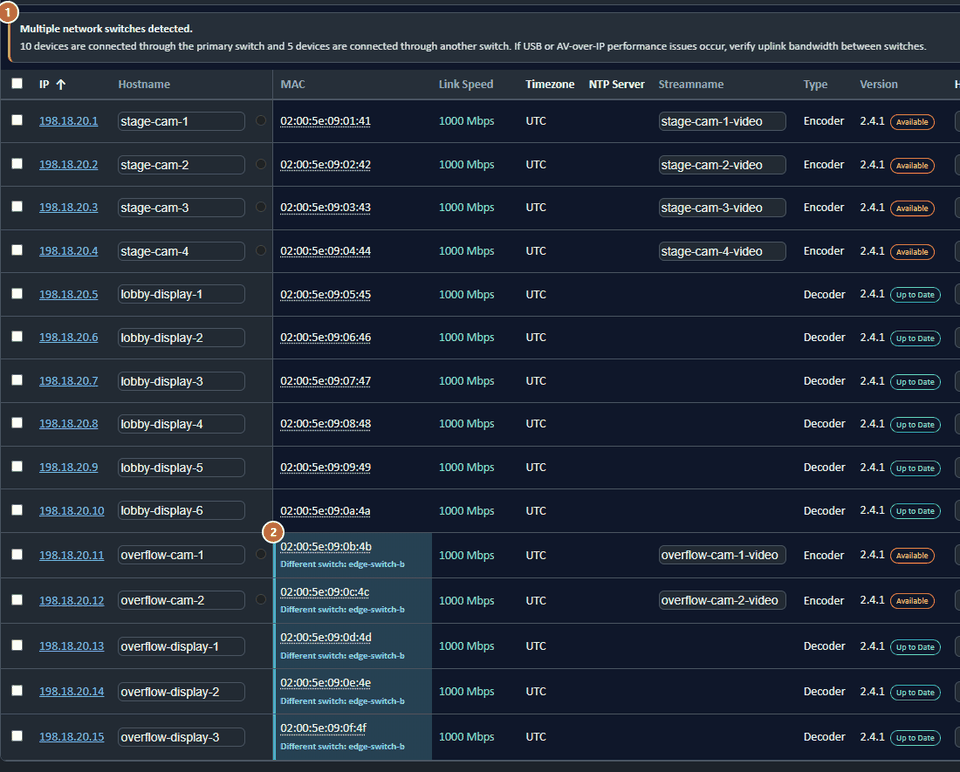 1
Multiple network switches detected.
10 devices are connected through the primary switch and 5 devices are connected through another switch. If USB or AV-over-IP performance issues occur, verify uplink bandwidth between switches.
IP ↑ Hostname MAC Link Speed Timezone NTP Server Streamname Type Version H
198.18.20.1 stage-cam-1 02:00:5e:09:01:41 1000 Mbps UTC stage-cam-1-video Encoder 2.4.1 Available
198.18.20.2 stage-cam-2 02:00:5e:09:02:42 1000 Mbps UTC stage-cam-2-video Encoder 2.4.1 Available
198.18.20.3 stage-cam-3 02:00:5e:09:03:43 1000 Mbps UTC stage-cam-3-video Encoder 2.4.1 Available
198.18.20.4 stage-cam-4 02:00:5e:09:04:44 1000 Mbps UTC stage-cam-4-video Encoder 2.4.1 Available
198.18.20.5 lobby-display-1 02:00:5e:09:05:45 1000 Mbps UTC Decoder 2.4.1 Up to Date
198.18.20.6 lobby-display-2 02:00:5e:09:06:46 1000 Mbps UTC Decoder 2.4.1 Up to Date
198.18.20.7 lobby-display-3 02:00:5e:09:07:47 1000 Mbps UTC Decoder 2.4.1 Up to Date
198.18.20.8 lobby-display-4 02:00:5e:09:08:48 1000 Mbps UTC Decoder 2.4.1 Up to Date
198.18.20.9 lobby-display-5 02:00:5e:09:09:49 1000 Mbps UTC Decoder 2.4.1 Up to Date
198.18.20.10 lobby-display-6 02:00:5e:09:0a:4a 1000 Mbps UTC Decoder 2.4.1 Up to Date
2
198.18.20.11 overflow-cam-1 02:00:5e:09:0b:4b 1000 Mbps UTC overflow-cam-1-video Encoder 2.4.1 Available
Different switch: edge-switch-b
198.18.20.12 overflow-cam-2 02:00:5e:09:0c:4c 1000 Mbps UTC overflow-cam-2-video Encoder 2.4.1 Available
Different switch: edge-switch-b
198.18.20.13 overflow-display-1 02:00:5e:09:0d:4d 1000 Mbps UTC Decoder 2.4.1 Up to Date
Different switch: edge-switch-b
198.18.20.14 overflow-display-2 02:00:5e:09:0e:4e 1000 Mbps UTC Decoder 2.4.1 Up to Date
Different switch: edge-switch-b
198.18.20.15 overflow-display-3 02:00:5e:09:0f:4f 1000 Mbps UTC Decoder 2.4.1 Up to Date
Different switch: edge-switch-b